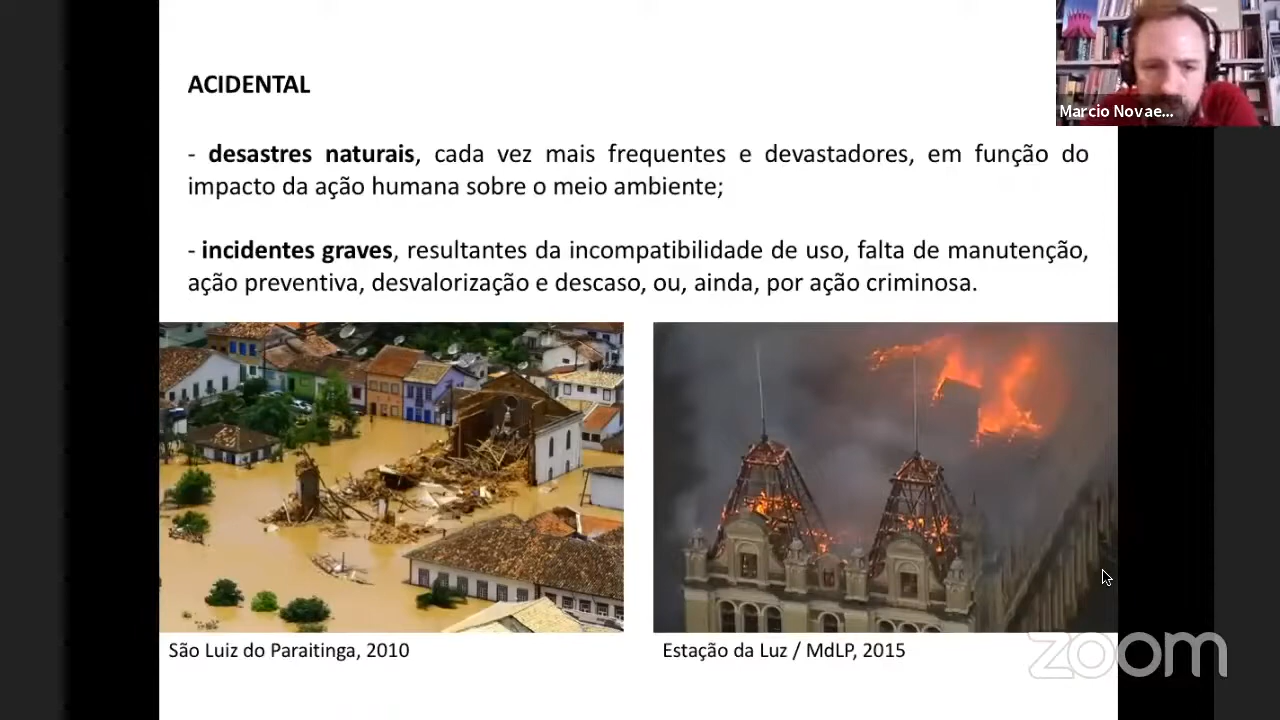 ACIDENTAL
Marcio Novae...
- desastres naturais, cada vez mais frequentes e devastadores, em função do
impacto da ação humana sobre o meio ambiente;
- incidentes graves, resultantes da incompatibilidade de uso, falta de manutenção,
ação preventiva, desvalorização e descaso, ou, ainda, por ação criminosa.
São Luiz do Paraitinga, 2010
Estação da Luz / MdLP, 2015
zoom